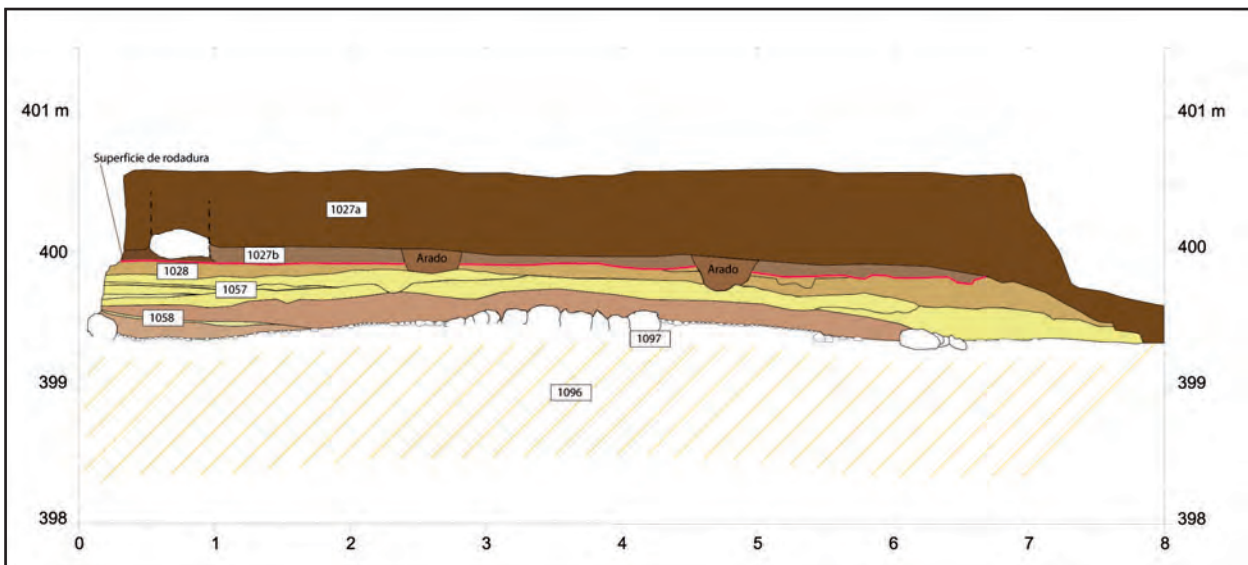 401 m
401 m
Superficie de rodadura
1027a
400
1027b
400
Arado
Arado
1028
1057
1058
1097
399
1096
399
398
398
0 1 2 3 4 5 6 7 8